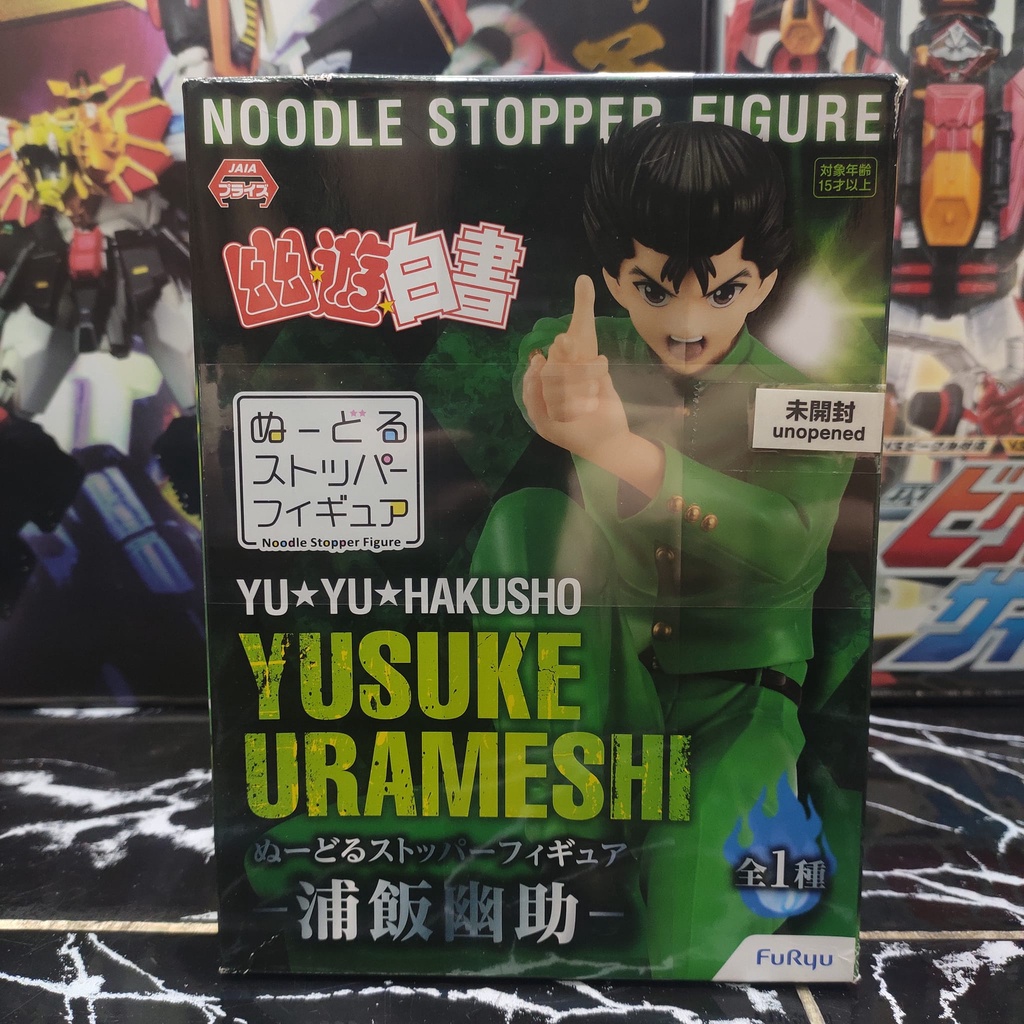 NOODLE STOPPER FIGURE
JAIA
プライズ
対象年齢
15才以上
幽★遊★白書
未開封
unopened
ぬーどる
ストッパー
フィギュア
Noodle Stopper Figure
YU★YU★HAKUSHO
YUSUKE
URAMESHI
ぬーどるストッパーフィギュア
-浦飯幽助-
全1種
FuRyu